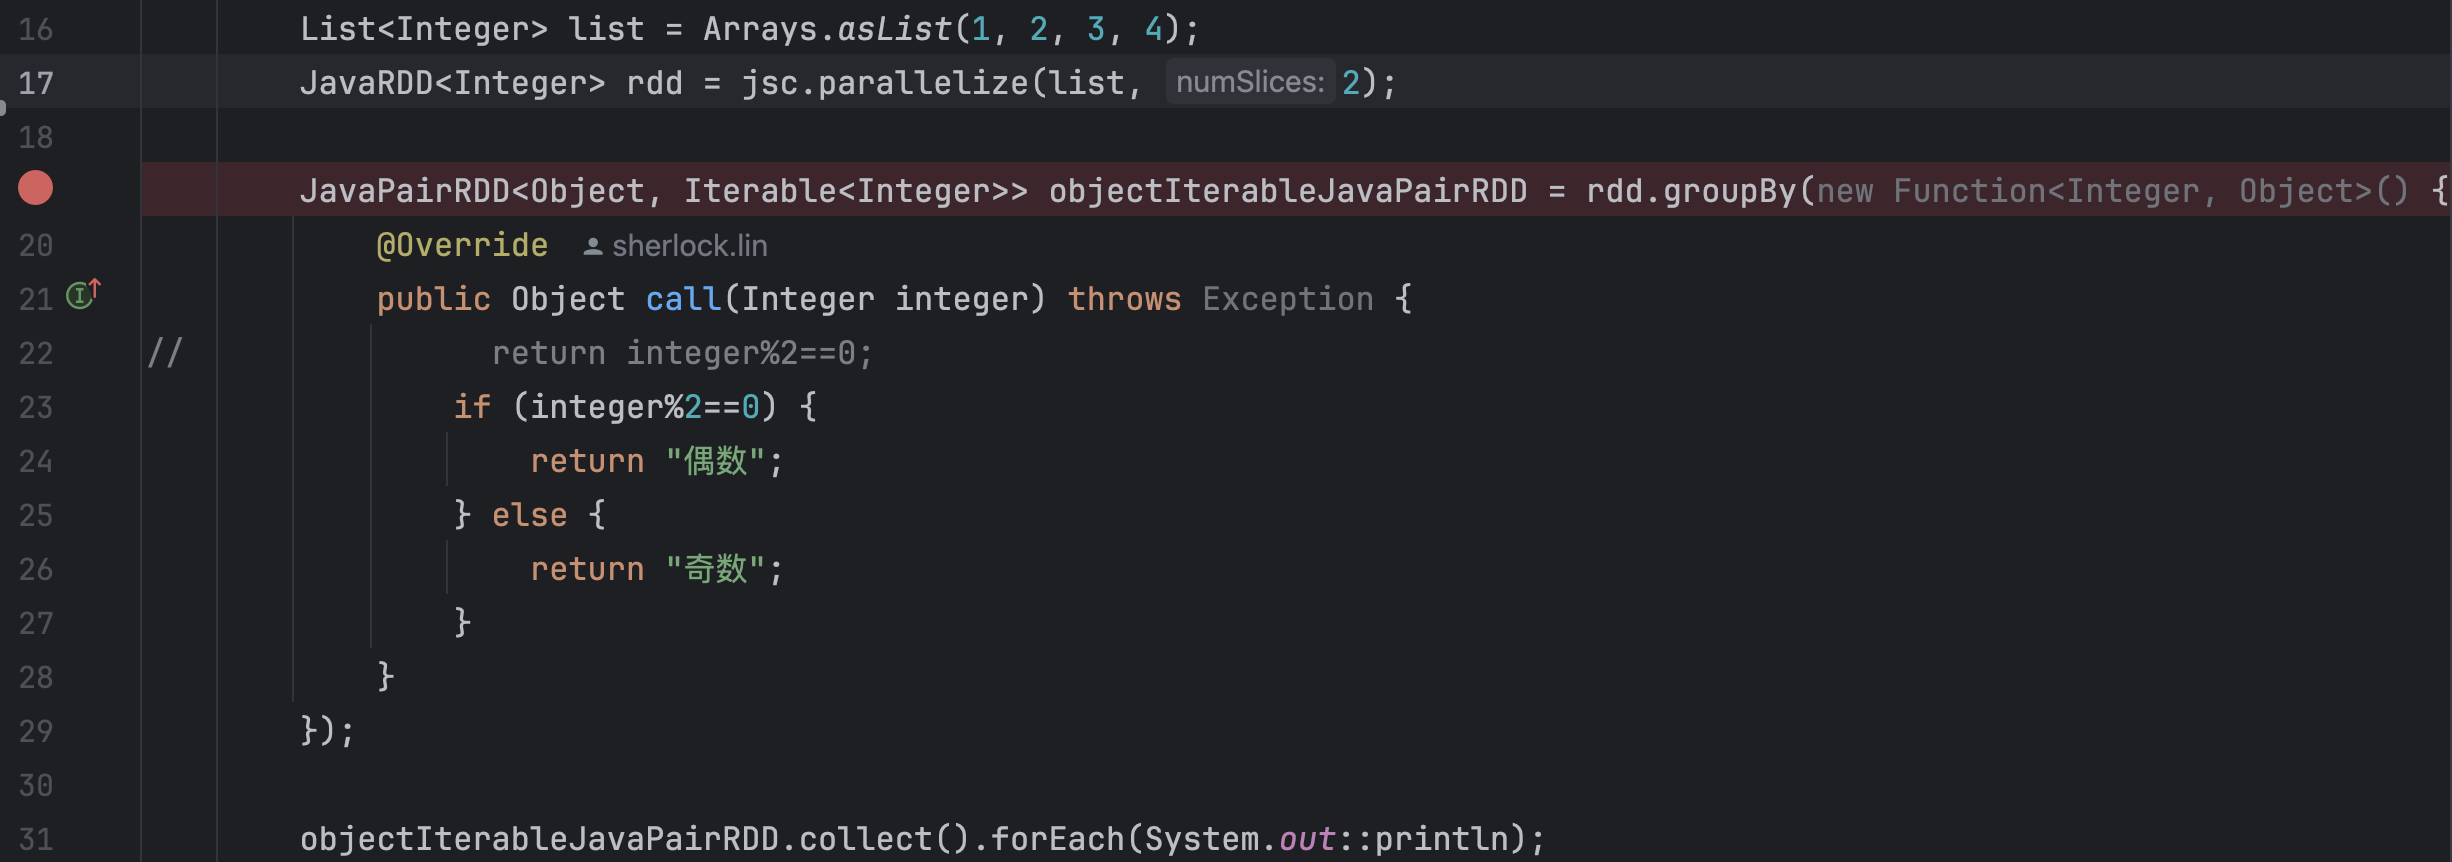 16 List<Integer> list = Arrays.asList(1, 2, 3, 4);
17 JavaRDD<Integer> rdd = jsc.parallelize(list, numSlices: 2);
18
JavaPairRDD<Object, Iterable<Integer>> objectIterableJavaPairRDD = rdd.groupBy(new Function<Integer, Object>() {
20 @Override sherlock.lin
21 public Object call(Integer integer) throws Exception {
22 // return integer%2==0;
23 if (integer%2==0) {
24 return "偶数";
25 } else {
26 return "奇数";
27 }
28 }
29 });
30
31 objectIterableJavaPairRDD.collect().forEach(System.out::println);